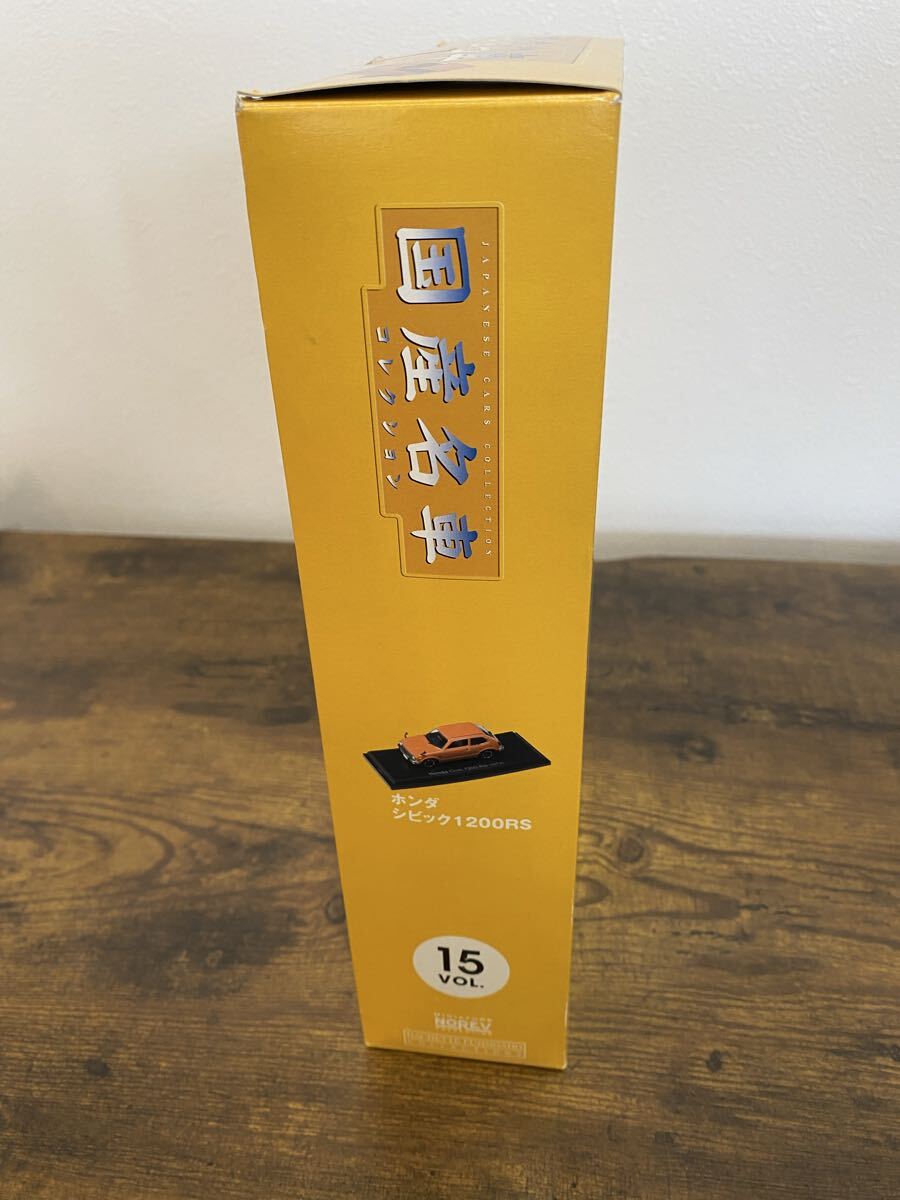 国産名車
コレクション
JAPANESE CARS COLLECTION
ホンダ
シビック1200RS
15
VOL.
NOREV